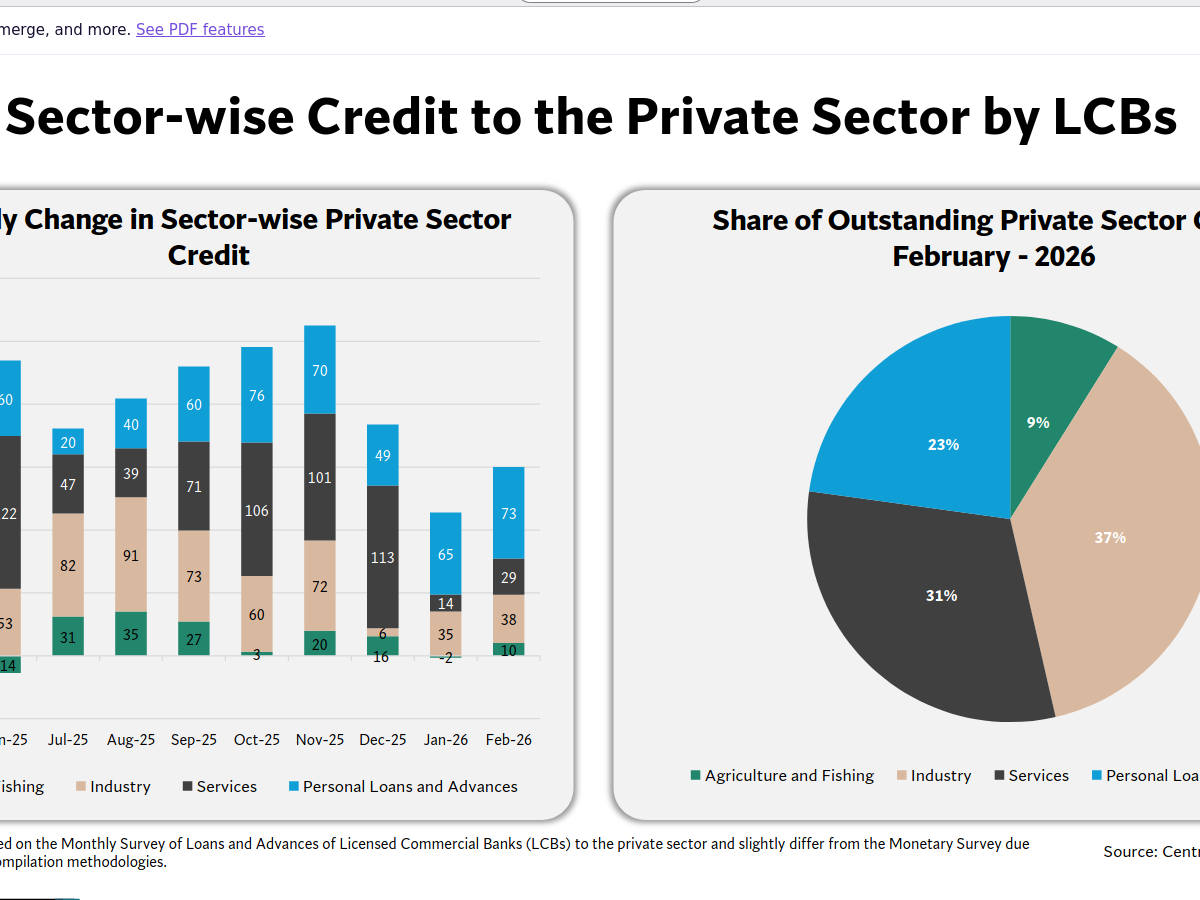 merge, and more. See PDF features
Sector-wise Credit to the Private Sector by LCBs
Change in Sector-wise Private Sector
Credit
70
76
60
60
40
49
20
73
101
39
47
71
106
22
65
113
91
82
29
73
72
14
60
53
38
6
35
31
35
27
20
10
3
16
-2
14
Jul-25
Aug-25
Sep-25
Oct-25
Nov-25
Dec-25
Jan-26
Feb-26
Fishing
Industry
Services
Personal Loans and Advances
Share of Outstanding Private Sector
February - 2026
9%
23%
37%
31%
Agriculture and Fishing
Industry
Services
Personal
on the Monthly Survey of Loans and Advances of Licensed Commercial Banks (LCBs) to the private sector and slightly differ from the Monetary Survey due
compilation methodologies.
Source: